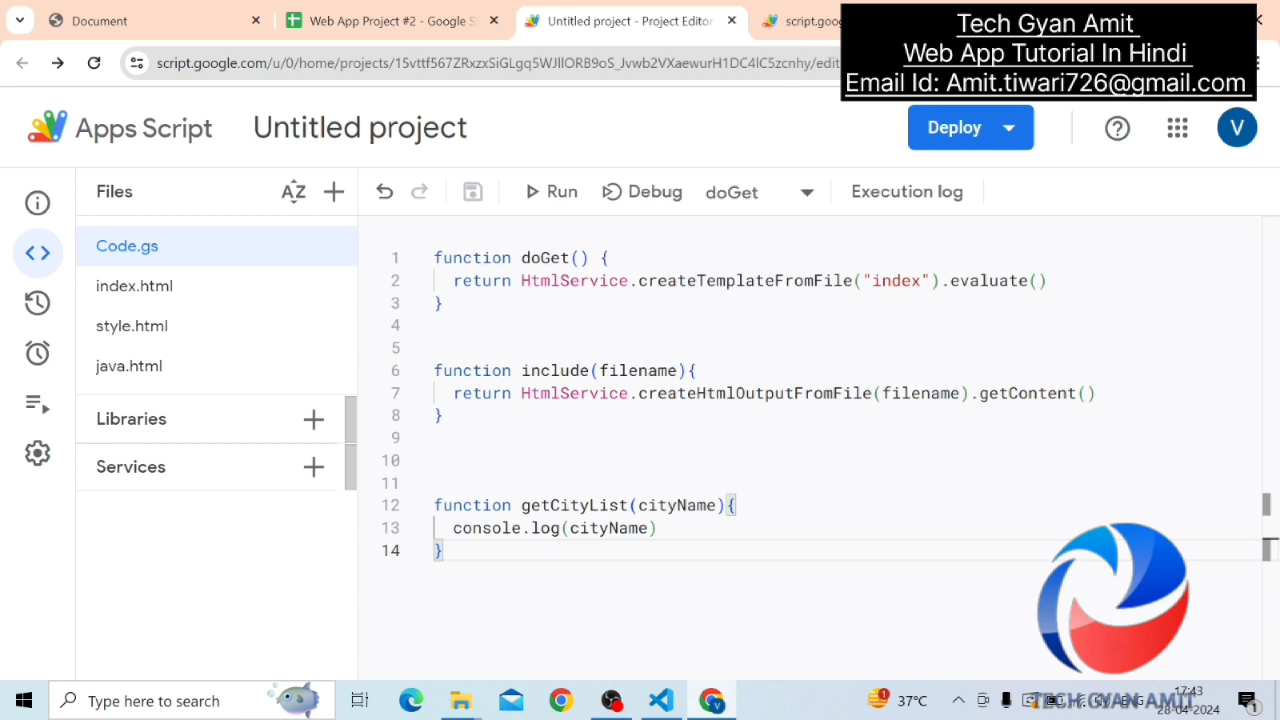 Document
Web App Project #2 - Google S
Untitled project - Project Editor
script.goo
Tech Gyan Amit
Web App Tutorial In Hindi
Email Id: Amit.tiwari726@gmail.com
script.google.com/u/0/home/projects/15vttf567ZRxzxSiGLgq5WJIlORB9oS_Jvwb2VXaewurH1DC4lC5zcnhy/edit
Apps Script
Untitled project
Deploy
V
Files
AZ
Run
Debug
doGet
Execution log
Code.gs
index.html
style.html
java.html
Libraries
Services
1 function doGet() {
2 return HtmlService.createTemplateFromFile("index").evaluate()
3 }
4
5
6 function include(filename){
7 return HtmlService.createHtmlOutputFromFile(filename).getContent()
8 }
9
10
11
12 function getCityList(cityName){
13 console.log(cityName)
14 }
TECH GYAN AMIT
Type here to search
1
37°C
ENG
17:43
28-04-2024
1